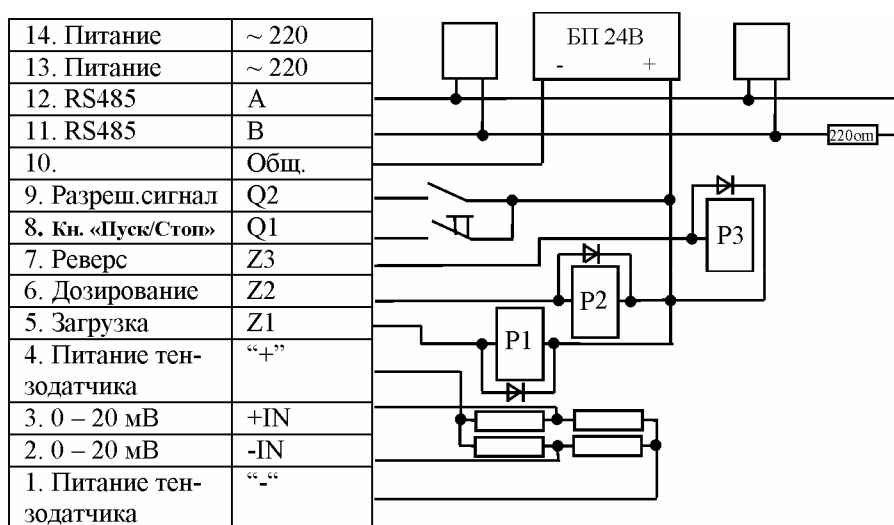 14. Питание ~ 220
13. Питание ~ 220
12. RS485 A
11. RS485 B
10. Общ.
9. Разреш.сигнал Q2
8. Кн. «Пуск/Стоп» Q1
7. Реверс Z3
6. Дозирование Z2
5. Загрузка Z1
4. Питание тен- “+”
зодатчика
3. 0 – 20 мВ +IN
2. 0 – 20 мВ -IN
1. Питание тен- “-“
зодатчика
БП 24В
- +
220om
P3
P2
P1